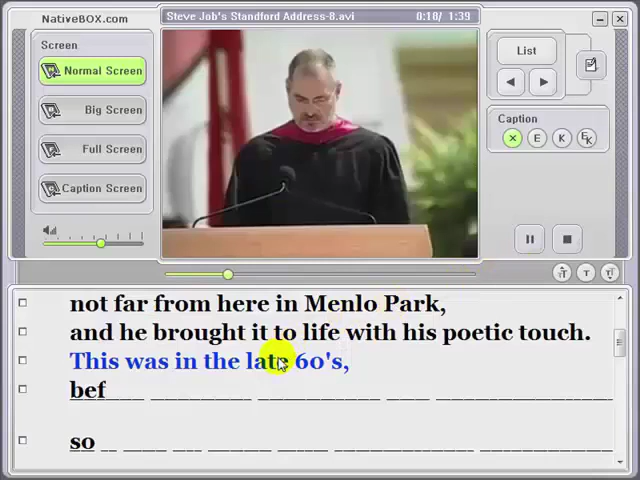 NativeBOX.com
Steve Job's Standford Address-8.avi
0:18/ 1:39
Screen
Normal Screen
Big Screen
Full Screen
Caption Screen
List
Caption
X E K EK
T T T
not far from here in Menlo Park,
and he brought it to life with his poetic touch.
This was in the late 60's,
bef
so